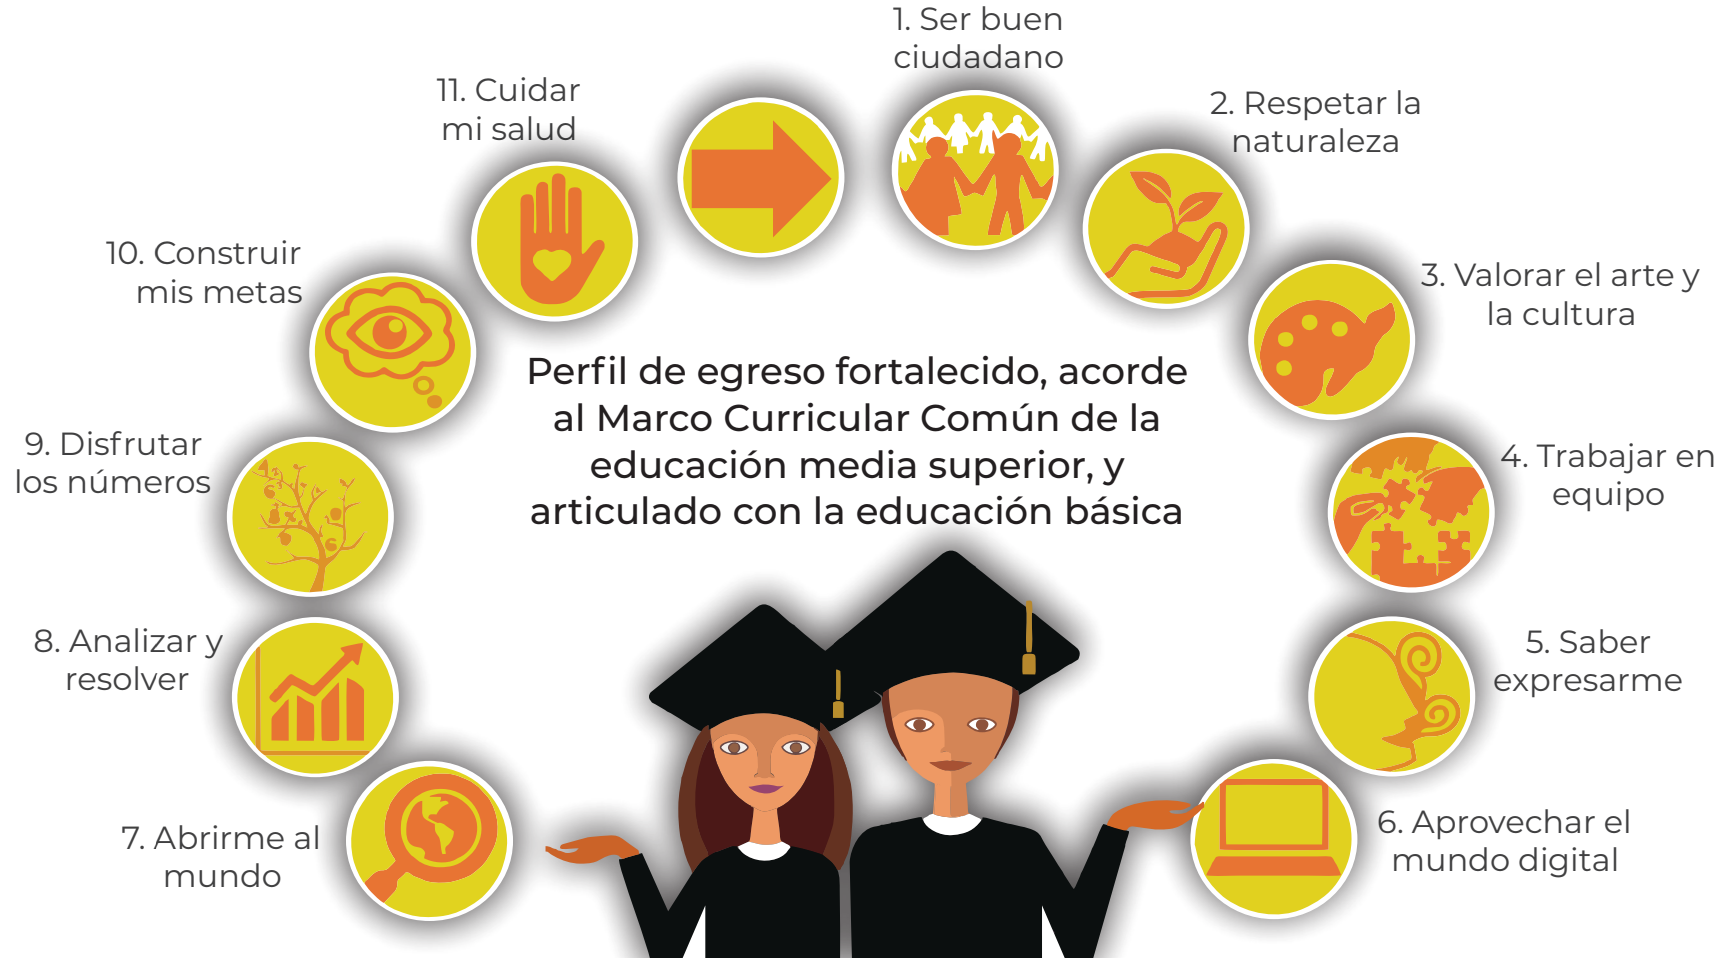 1. Ser buen
ciudadano
2. Respetar la
naturaleza
3. Valorar el arte y
la cultura
4. Trabajar en
equipo
5. Saber
expresarme
6. Aprovechar el
mundo digital
7. Abrirme al
mundo
8. Analizar y
resolver
9. Disfrutar
los números
10. Construir
mis metas
11. Cuidar
mi salud
Perfil de egreso fortalecido, acorde
al Marco Curricular Común de la
educación media superior, y
articulado con la educación básica